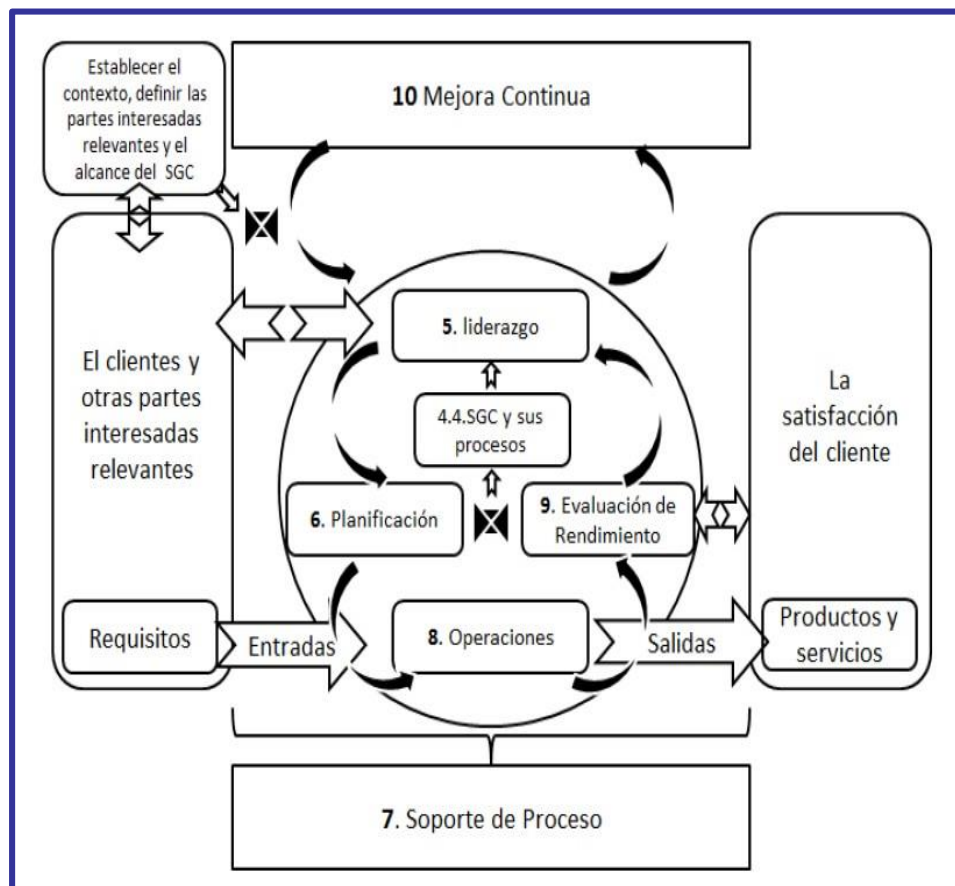 Establecer el
contexto, definir las
partes interesadas
relevantes y el
alcance del SGC
10 Mejora Continua
El clientes y
otras partes
interesadas
relevantes
5. liderazgo
4.4.SGC y sus
procesos
6. Planificación
9. Evaluación de
Rendimiento
La
satisfacción
del cliente
Requisitos
Entradas
8. Operaciones
Salidas
Productos y
servicios
7. Soporte de Proceso